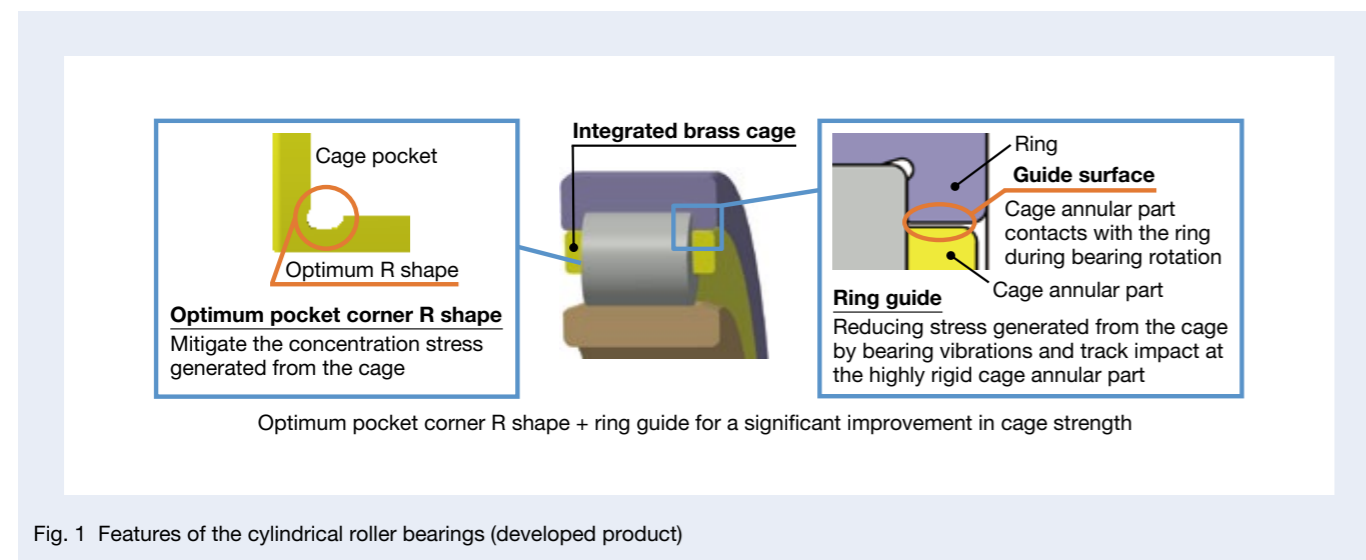 Integrated brass cage
Cage pocket
Optimum R shape
Optimum pocket corner R shape
Mitigate the concentration stress
generated from the cage
Ring
Guide surface
Cage annular part
contacts with the ring
during bearing rotation
Cage annular part
Ring guide
Reducing stress generated from the cage
by bearing vibrations and track impact at
the highly rigid cage annular part
Optimum pocket corner R shape + ring guide for a significant improvement in cage strength
Fig. 1 Features of the cylindrical roller bearings (developed product)